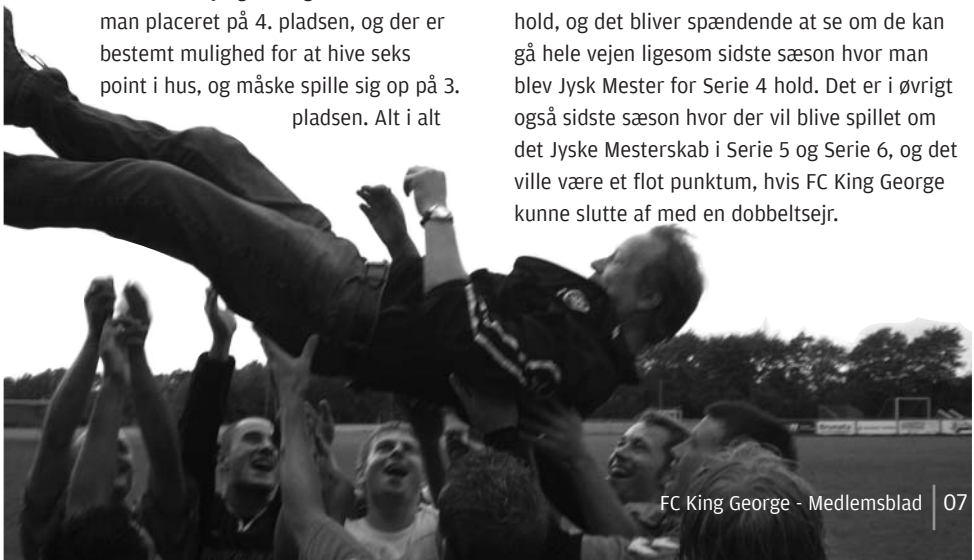 man placeret på 4. pladsen, og der er
bestemt mulighed for at hive seks
point i hus, og måske spille sig op på 3.
pladsen. Alt i alt
hold, og det bliver spændende at se om de kan
gå hele vejen ligesom sidste sæson hvor man
blev Jysk Mester for Serie 4 hold. Det er i øvrigt
også sidste sæson hvor der vil blive spillet om
det Jyske Mesterskab i Serie 5 og Serie 6, og det
ville være et flot punktum, hvis FC King George
kunne slutte af med en dobbeltsejr.
FC King George - Medlemsblad | 07